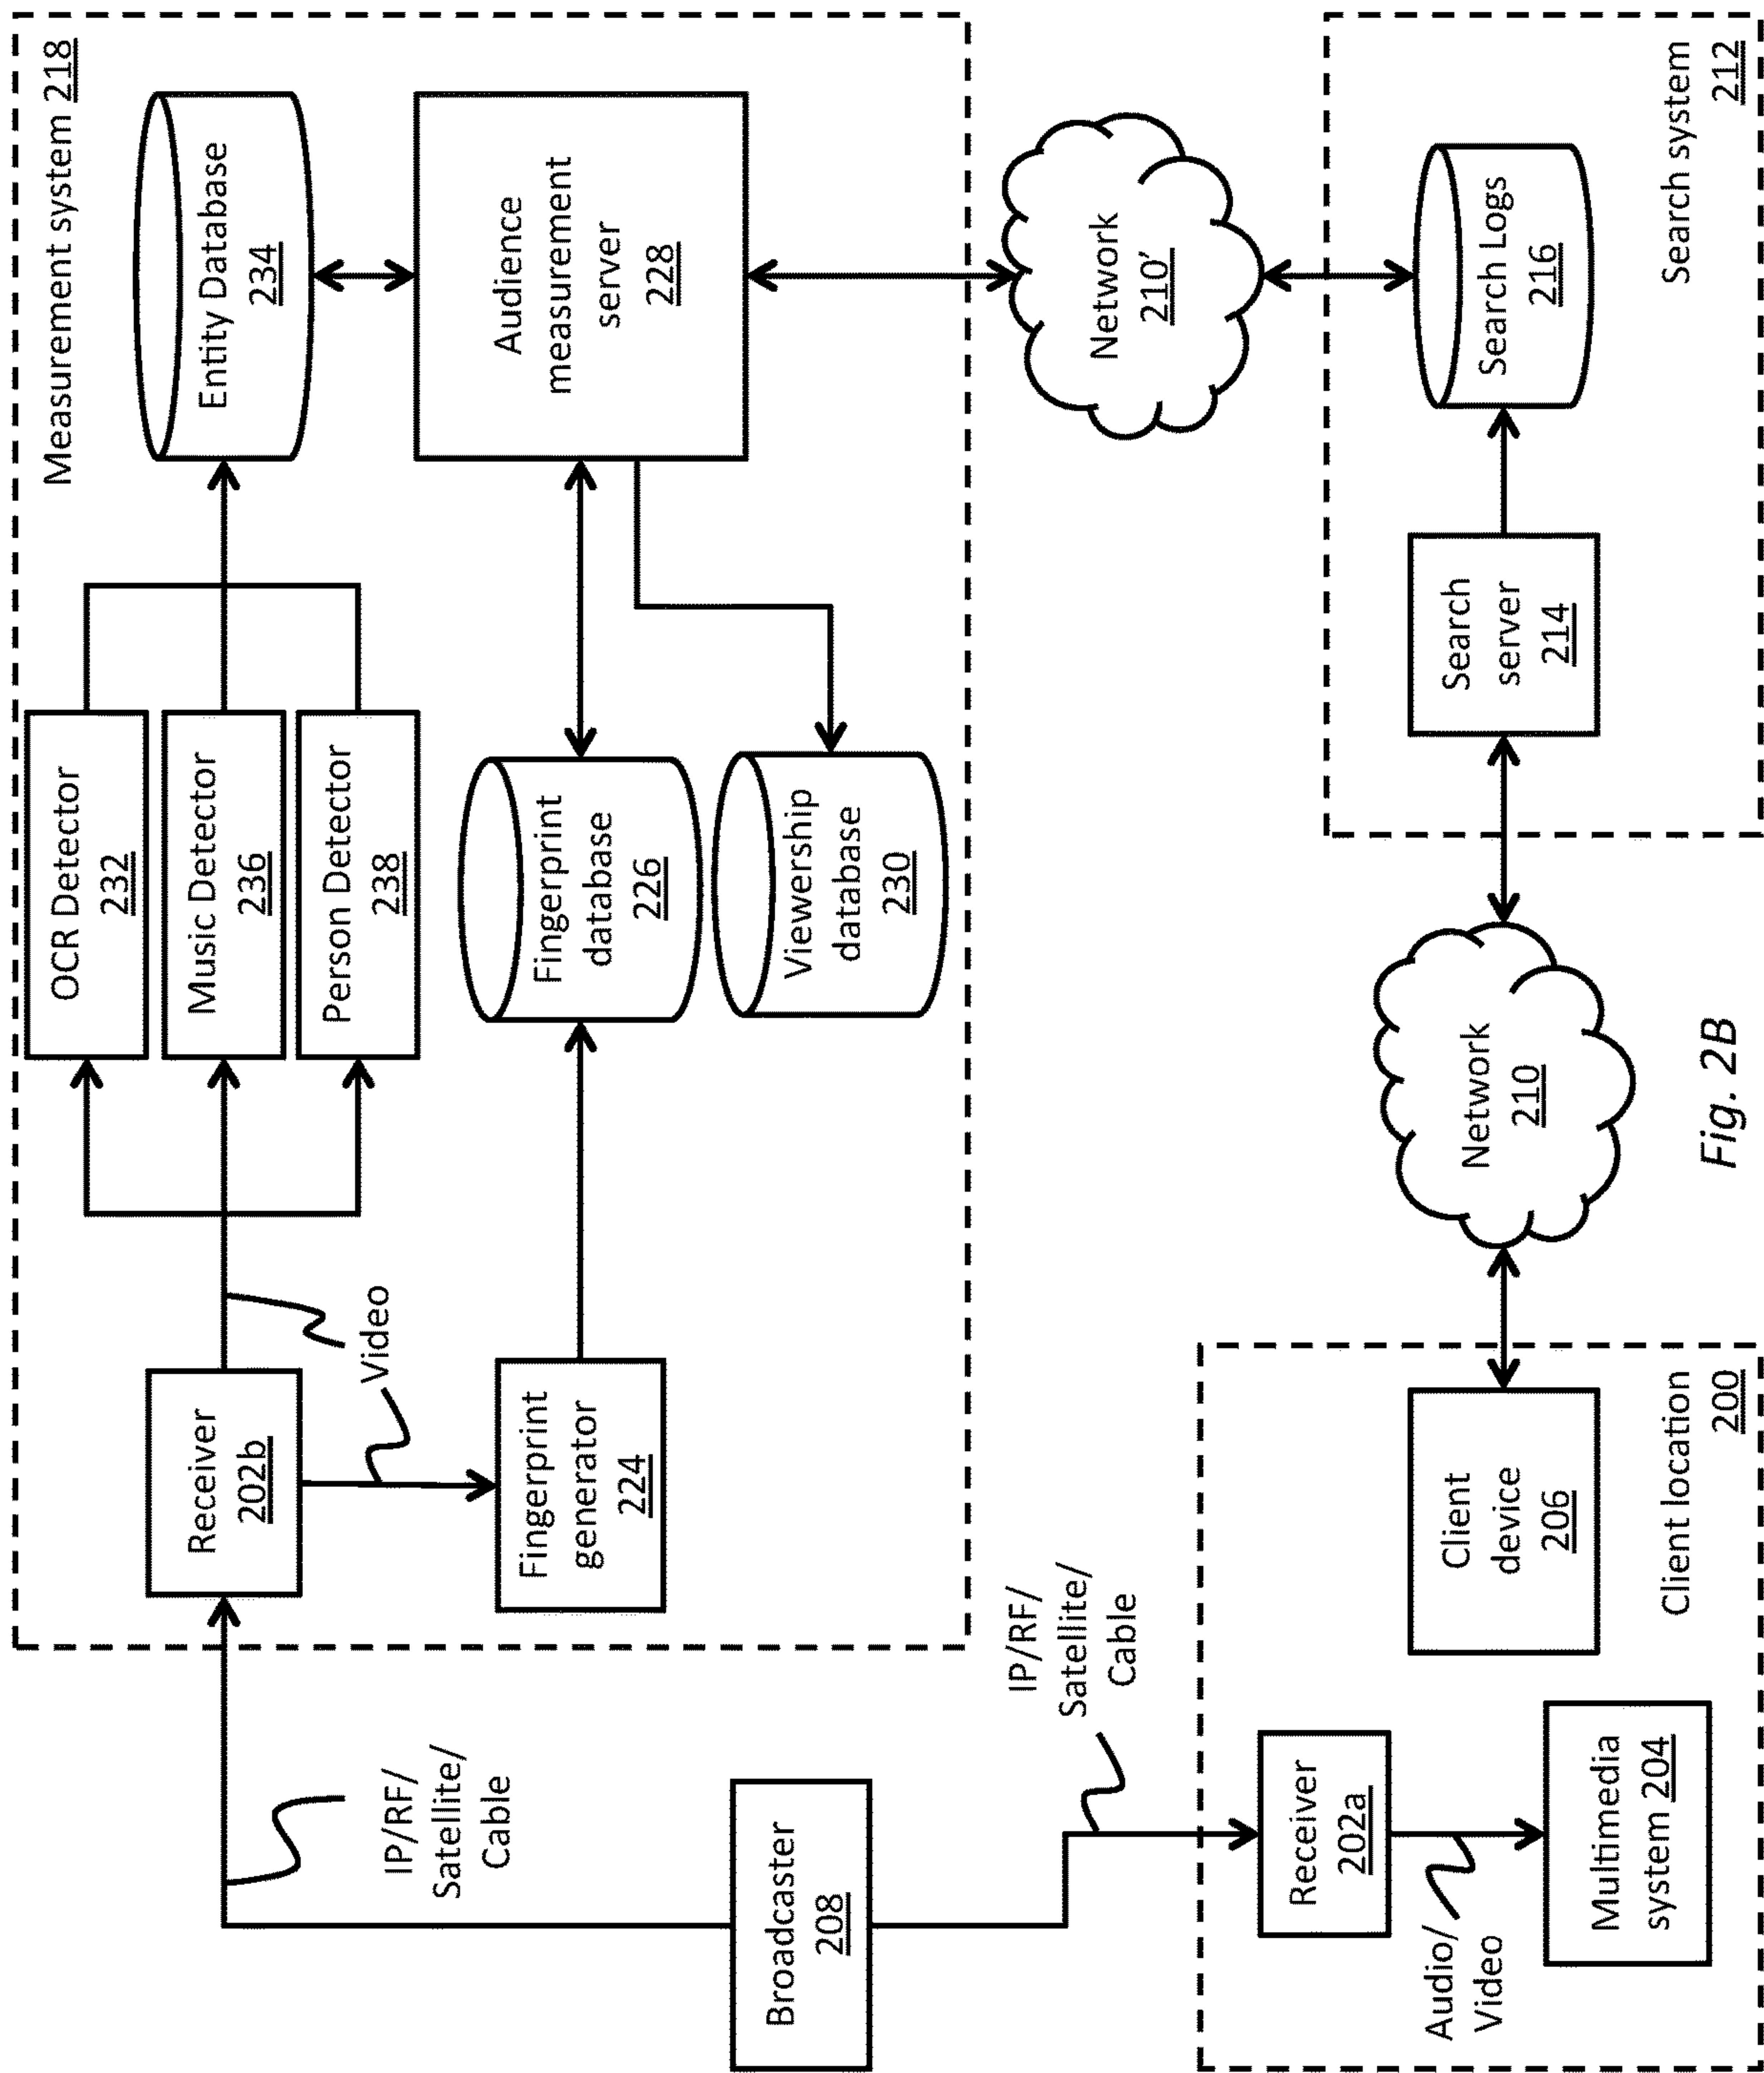 Measurement system 218
OCR Detector
232
Music Detector
236
Person Detector
238
Entity Database
234
Receiver
202b
Video
Fingerprint
generator
224
Fingerprint
database
226
Viewership
database
230
Audience
measurement
server
228
IP/RF/
Satellite/
Cable
Broadcaster
208
IP/RF/
Satellite/
Cable
Network
210’
Receiver
202a
Audio/
Video
Multimedia
system 204
Client
device
206
Client location
200
Network
210
Search
server
214
Search Logs
216
Search system
212
Fig. 2B